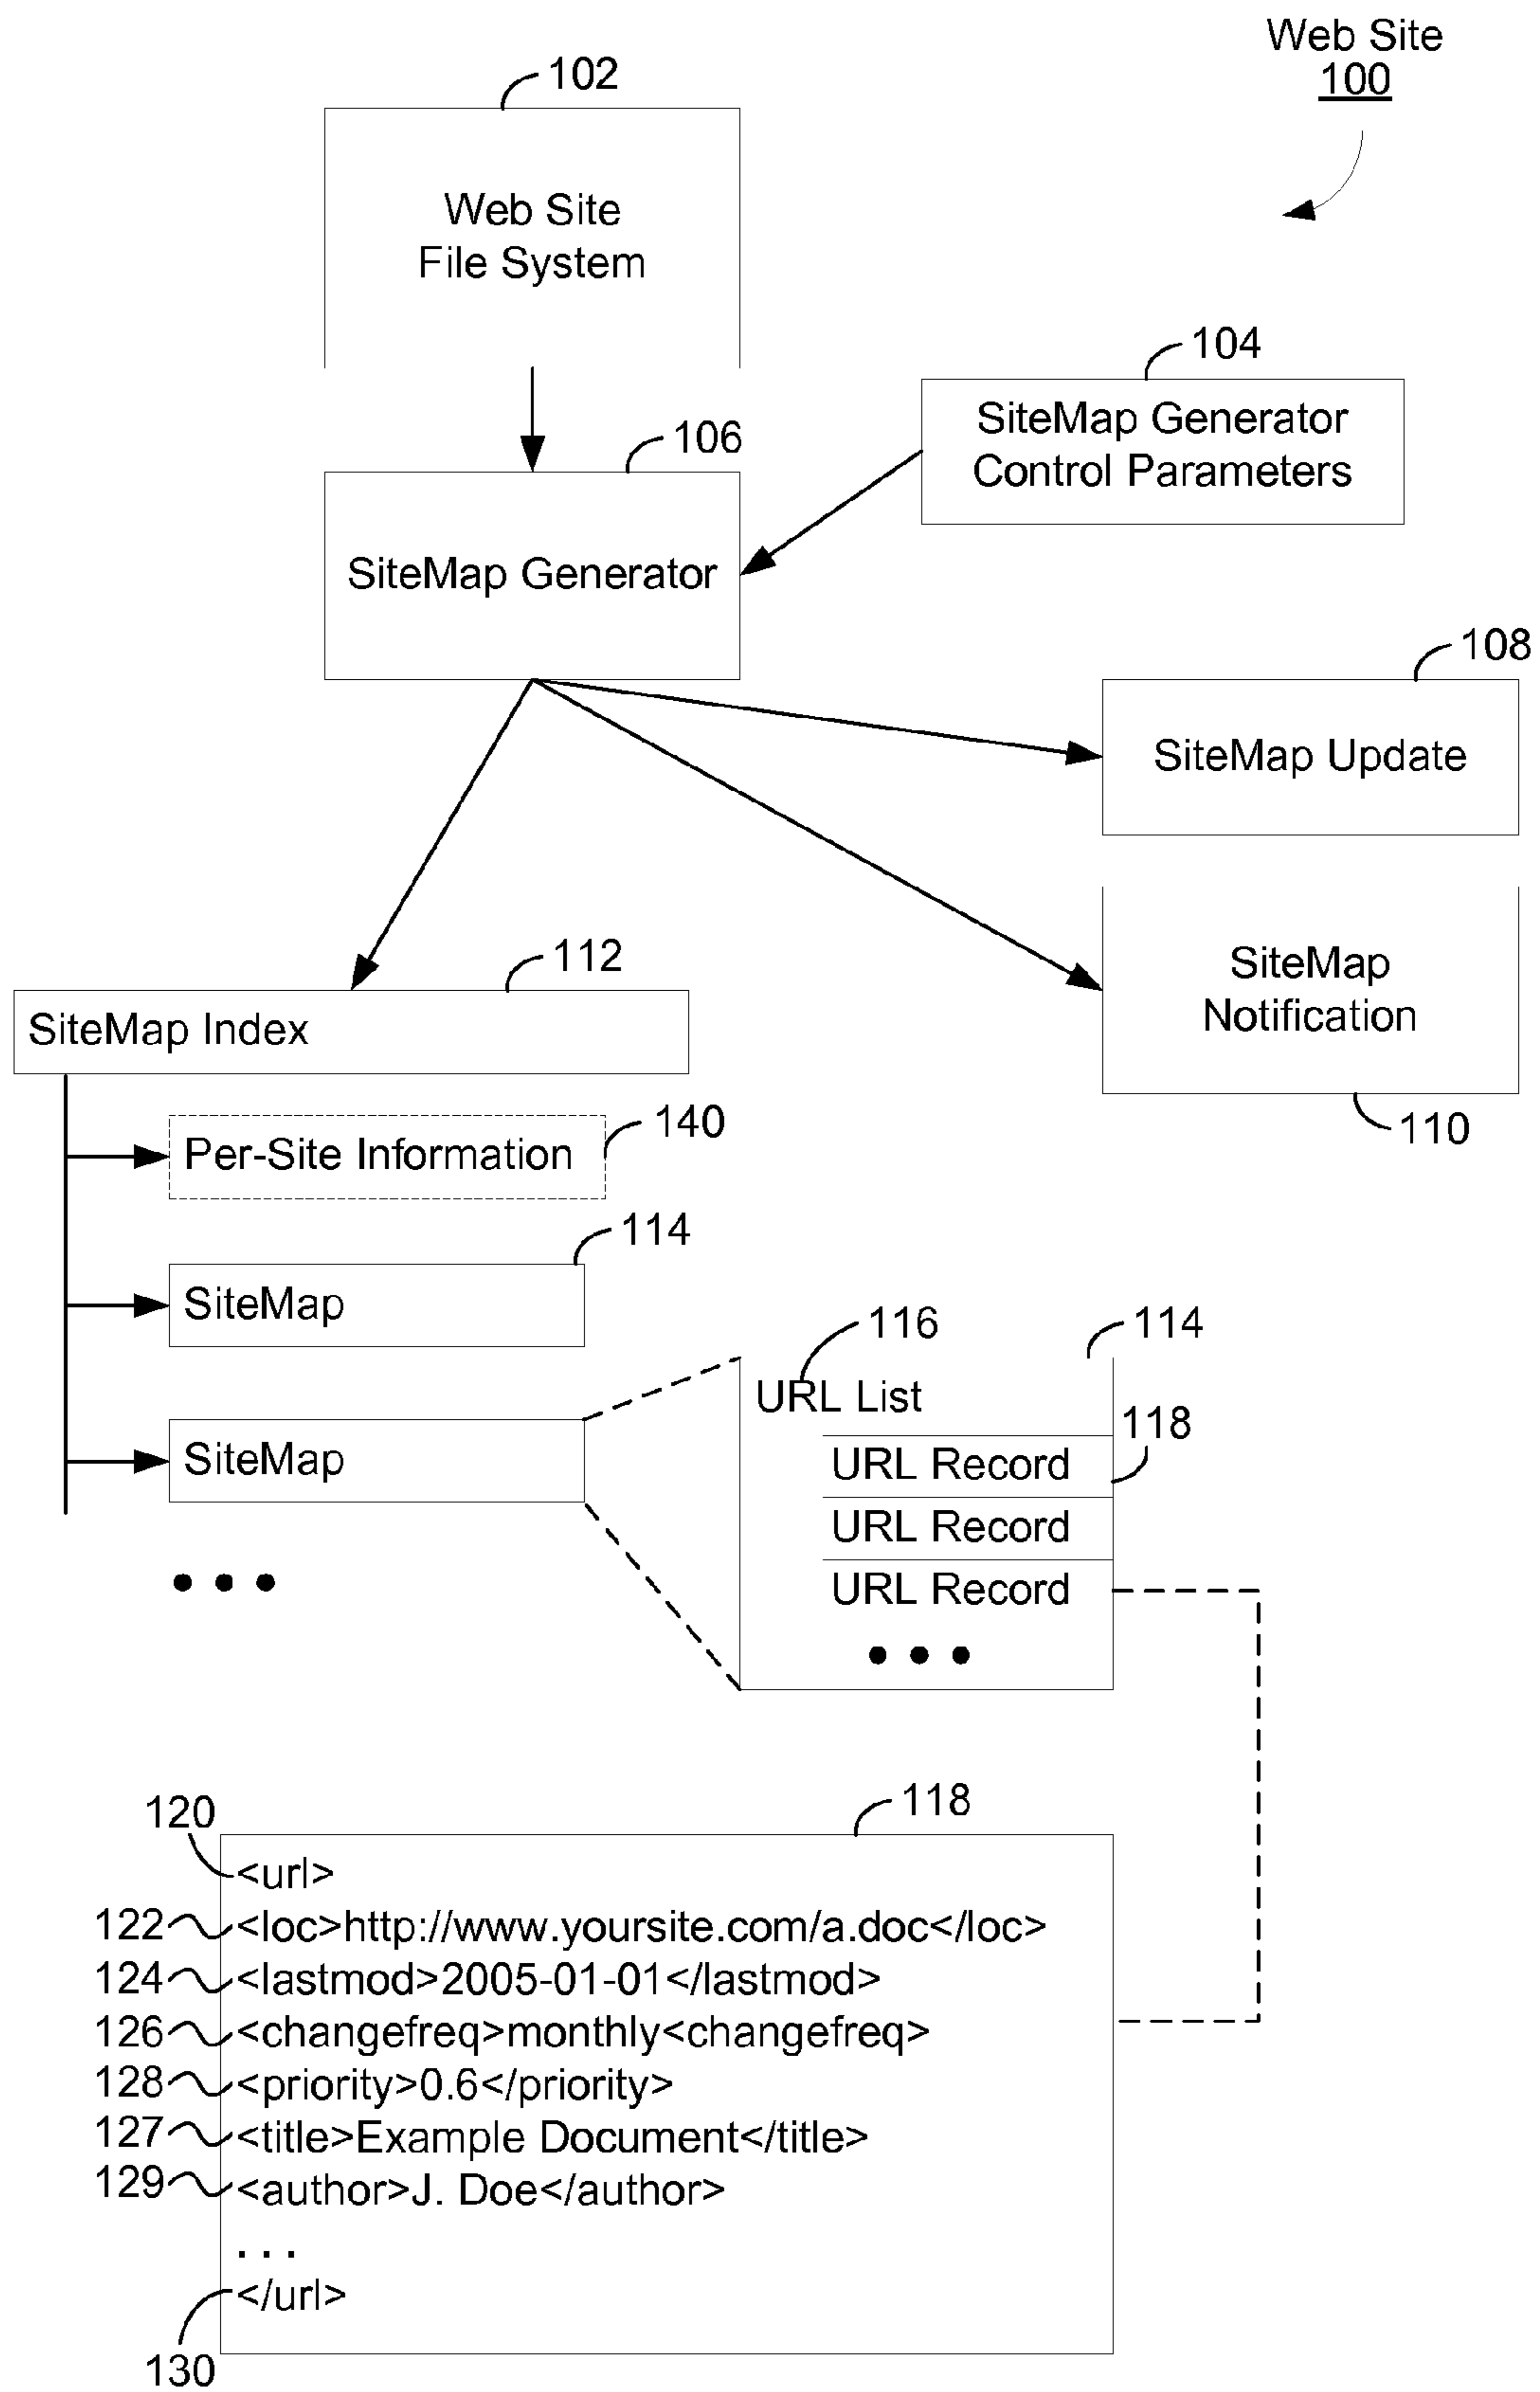 Web Site
100
102
Web Site
File System
104
SiteMap Generator
Control Parameters
106
SiteMap Generator
108
SiteMap Update
112
SiteMap Index
SiteMap
Notification
110
140
Per-Site Information
114
SiteMap
116
114
URL List
118
URL Record
SiteMap
URL Record
URL Record
• • •
• • •
118
120
<url>
122
<loc>http://www.yoursite.com/a.doc</loc>
124
<lastmod>2005-01-01</lastmod>
126
<changefreq>monthly<changefreq>
128
<priority>0.6</priority>
127
<title>Example Document</title>
129
<author>J. Doe</author>
. . .
</url>
130